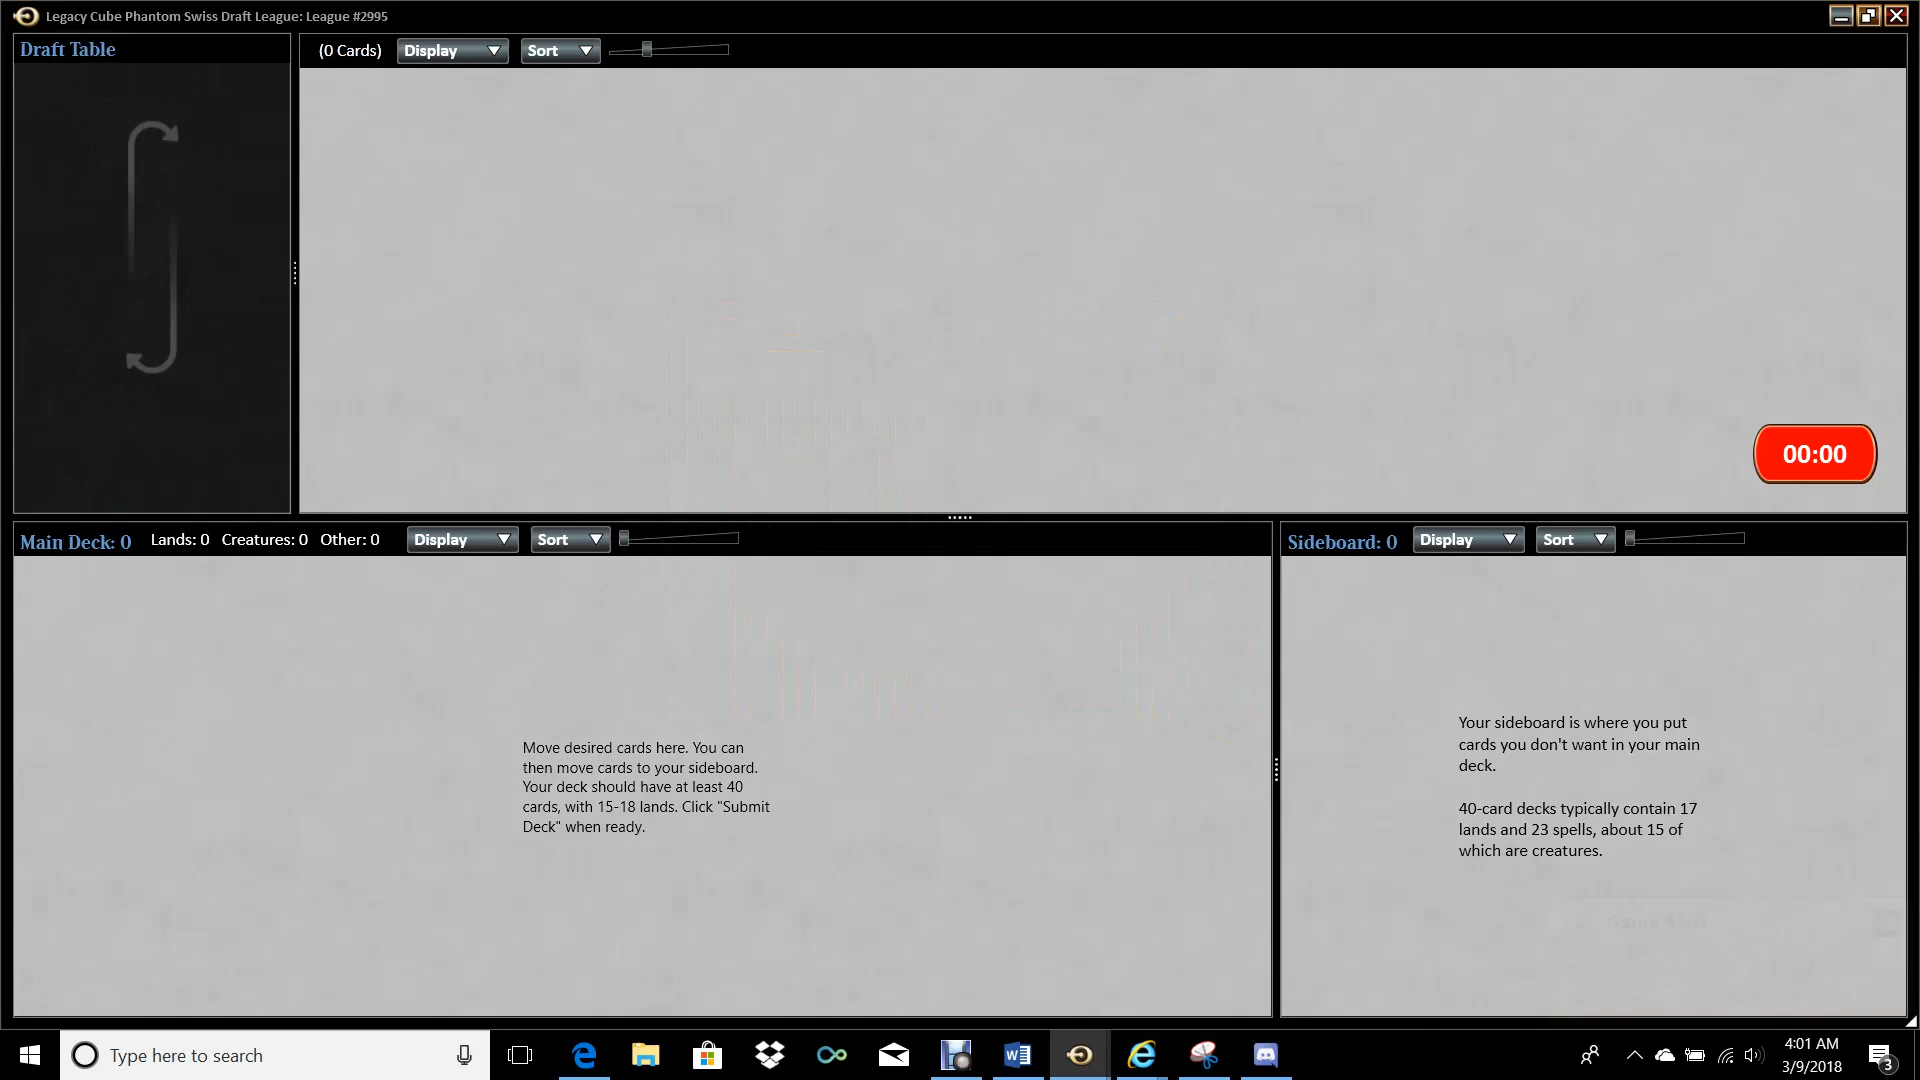 Legacy Cube Phantom Swiss Draft League: League #2995
Draft Table
(0 Cards) Display Sort
00:00
Main Deck: 0 Lands: 0 Creatures: 0 Other: 0 Display Sort
Sideboard: 0 Display Sort
Move desired cards here. You can
then move cards to your sideboard.
Your deck should have at least 40
cards, with 15-18 lands. Click "Submit
Deck" when ready.
Your sideboard is where you put
cards you don't want in your main
deck.
40-card decks typically contain 17
lands and 23 spells, about 15 of
which are creatures.
Type here to search
4:01 AM
3/9/2018
3